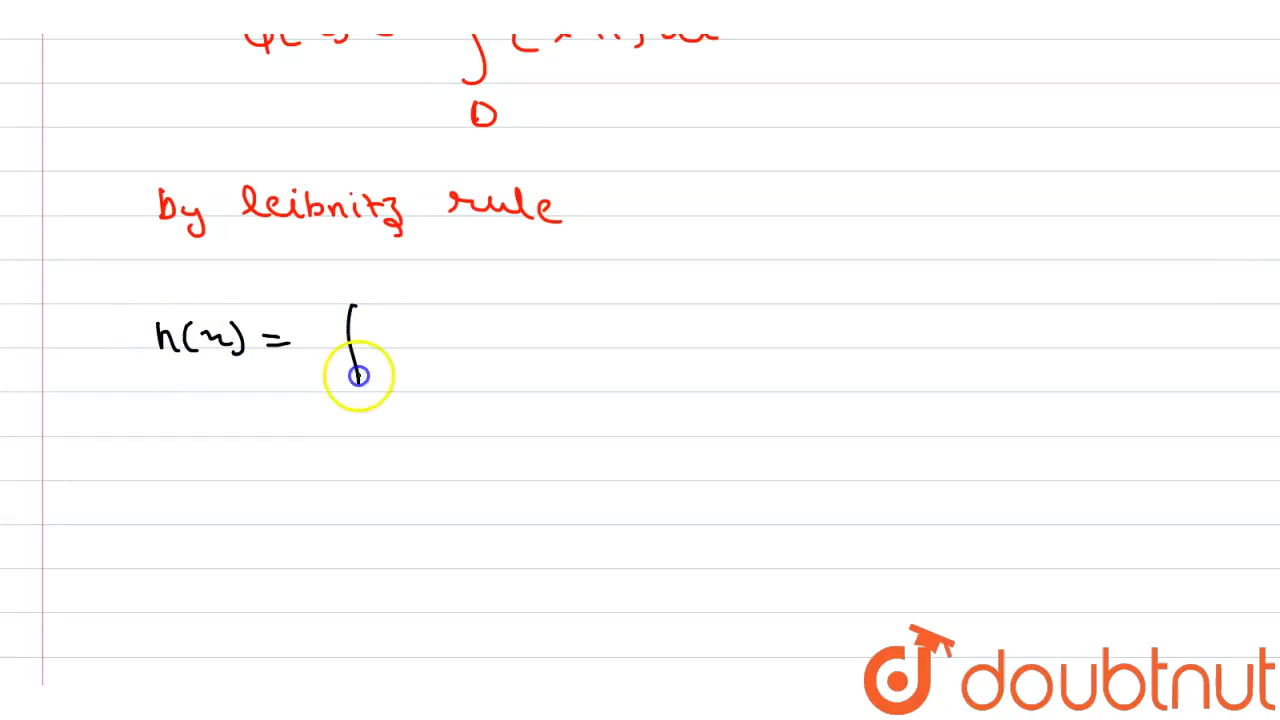 0
by leibnitz rule
h(x) =
doubtnut